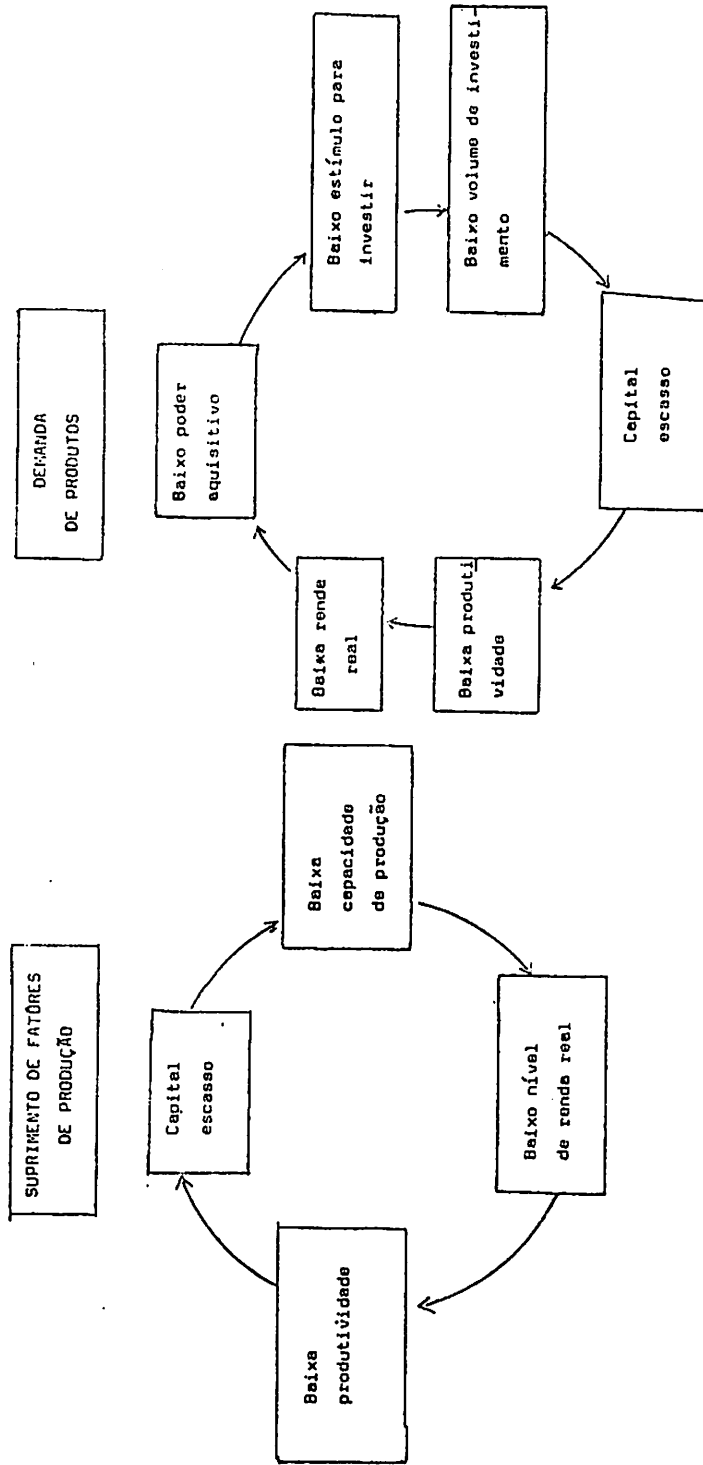 SUPRIMENTO DE FATÔRES
DE PRODUÇÃO
Capital
escasso
Baixa
capacidade
de produção
Baixo nível
de renda real
Baixa
produtividade
DEMANDA
DE PRODUTOS
Baixo poder
aquisitivo
Baixo estímulo para
investir
Baixo volume de investi-
mento
Capital
escasso
Baixa produti
vidade
Baixa renda
real